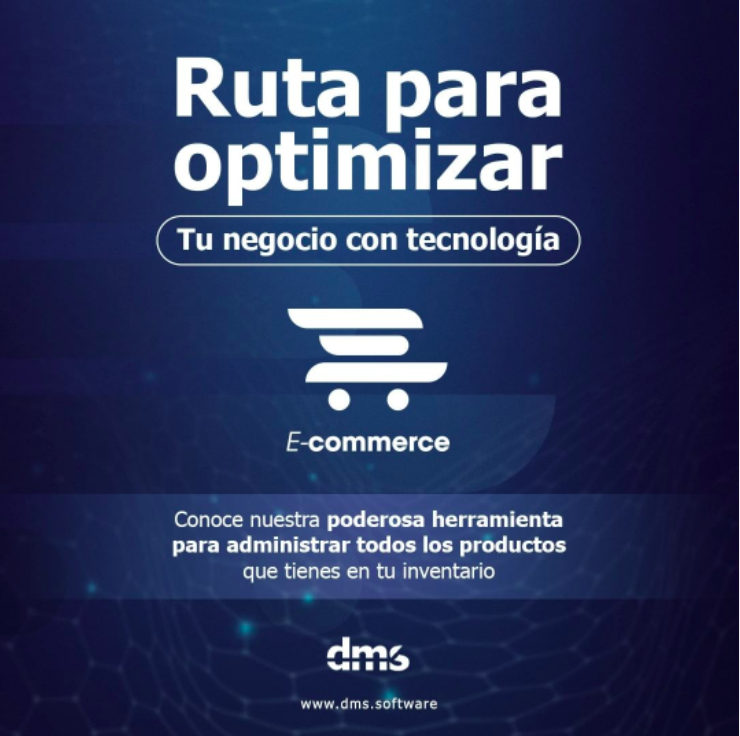 Ruta para
optimizar
Tu negocio con tecnología
E-commerce
Conoce nuestra poderosa herramienta
para administrar todos los productos
que tienes en tu inventario
dms
www.dms.software